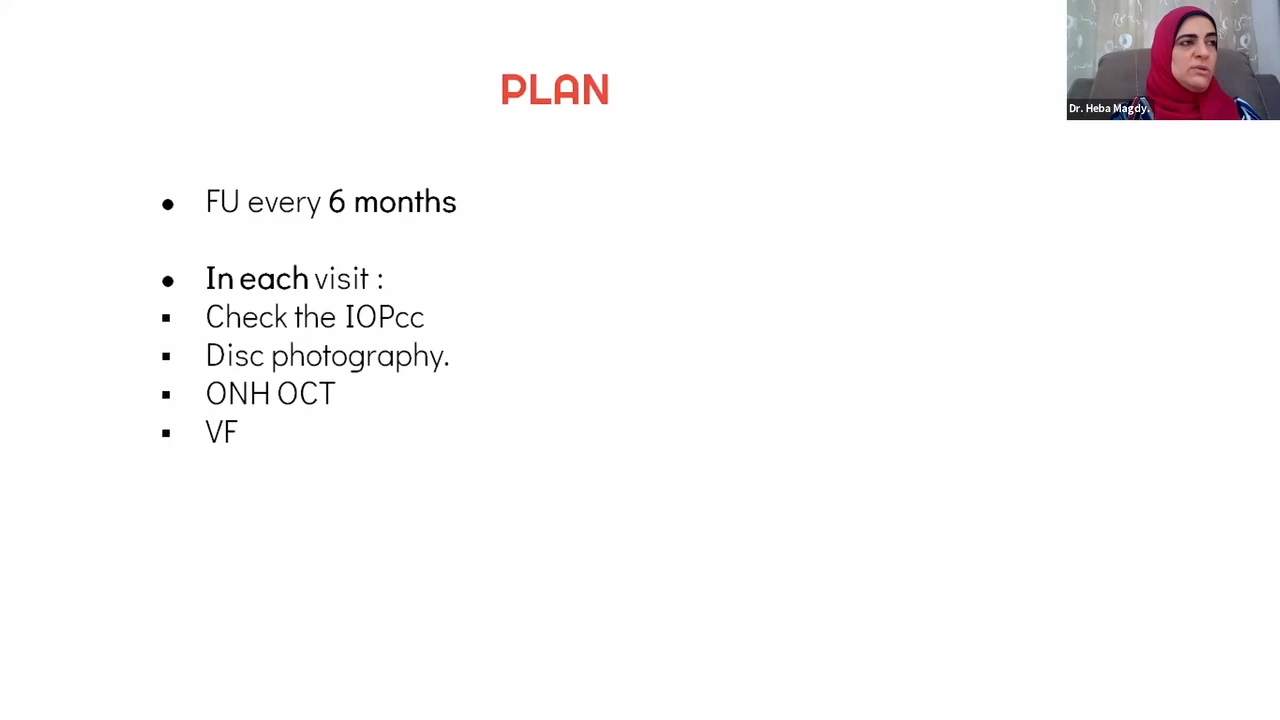 PLAN
Dr. Heba Magdy.
• FU every 6 months
• In each visit :
▪ Check the IOPcc
▪ Disc photography.
▪ ONH OCT
▪ VF